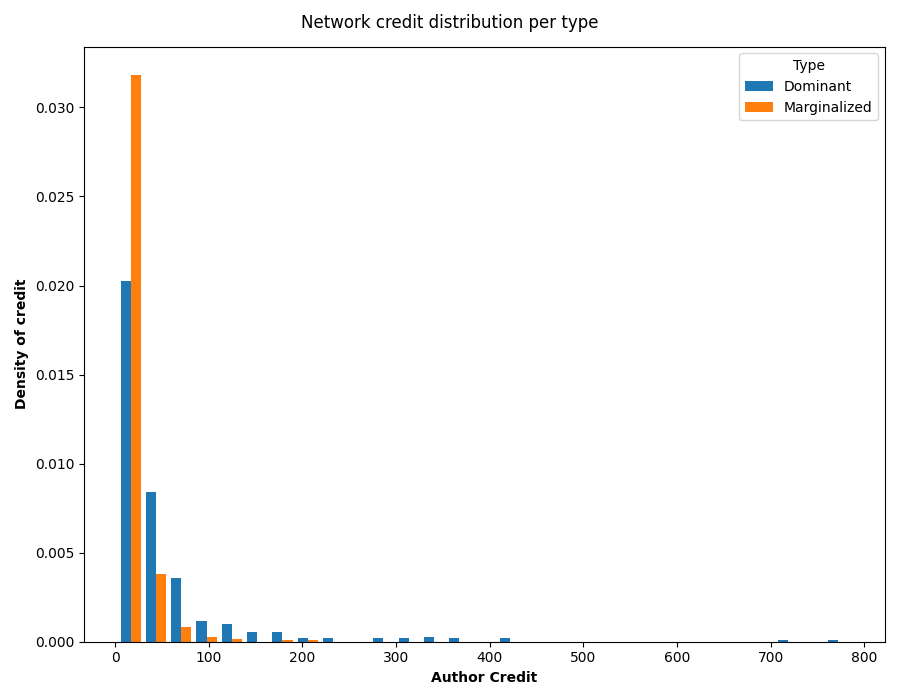 Network credit distribution per type
Type
Dominant
Marginalized
Density of credit
0.030
0.025
0.020
0.015
0.010
0.005
0.000
0 100 200 300 400 500 600 700 800
Author Credit